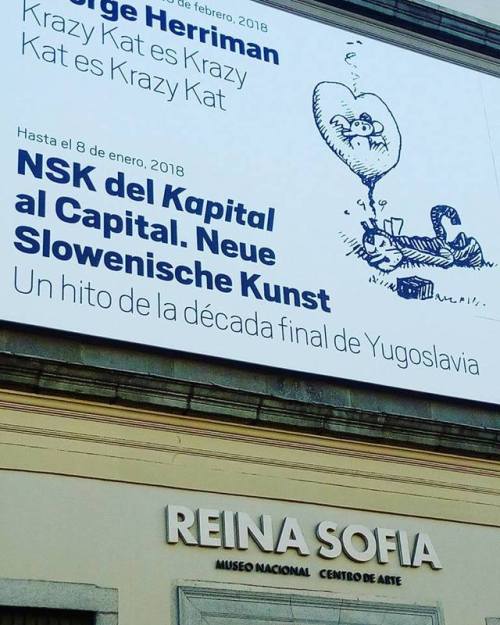 de febrero, 2018
Herriman
Krazy Kat es Krazy
Kat es Krazy Kat
Hasta el 8 de enero, 2018
NSK del Kapital
al Capital. Neue
Slowenische Kunst
Un hito de la década final de Yugoslavia
REINA SOFIA
MUSEO NACIONAL CENTRO DE ARTE